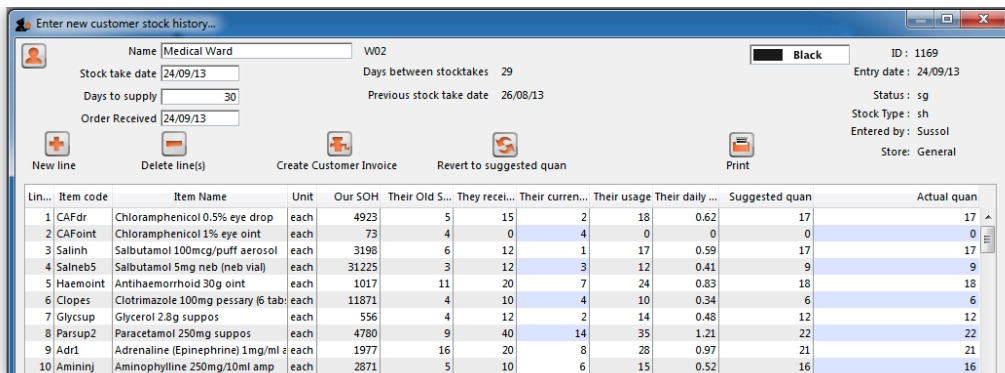 Enter new customer stock history...
Name Medical Ward W02 Black ID : 1169
Stock take date 24/09/13 Days between stocktakes 29 Entry date : 24/09/13
Days to supply 30 Previous stock take date 26/08/13 Status : sg
Order Received 24/09/13 Stock Type : sh
Entered by : Sussol
Store: General
New line Delete line(s) Create Customer Invoice Revert to suggested quan Print
Lin... Item code Item Name Unit Our SOH Their Old S... They recei... Their curren... Their usage Their daily ... Suggested quan Actual quan
1 CAFdr Chloramphenicol 0.5% eye drop each 4923 5 15 2 18 0.62 17 17
2 CAFoint Chloramphenicol 1% eye oint each 73 4 0 4 0 0 0 0
3 Salinh Salbutamol 100mcg/puff aerosol each 3198 6 12 1 17 0.59 17 17
4 Salneb5 Salbutamol 5mg neb (neb vial) each 31225 3 12 3 12 0.41 9 9
5 Haemoint Antihaemorrhoid 30g oint each 1017 11 20 7 24 0.83 18 18
6 Clopes Clotrimazole 100mg pessary (6 tab each 11871 4 10 4 10 0.34 6 6
7 Glycsup Glycerol 2.8g suppos each 556 4 12 2 14 0.48 12 12
8 Parsup2 Paracetamol 250mg suppos each 4780 9 40 14 35 1.21 22 22
9 Adr1 Adrenaline (Epinephrine) 1mg/ml a each 1977 16 20 8 28 0.97 21 21
10 Amininj Aminophylline 250mg/10ml amp each 2871 5 10 6 15 0.52 16 16